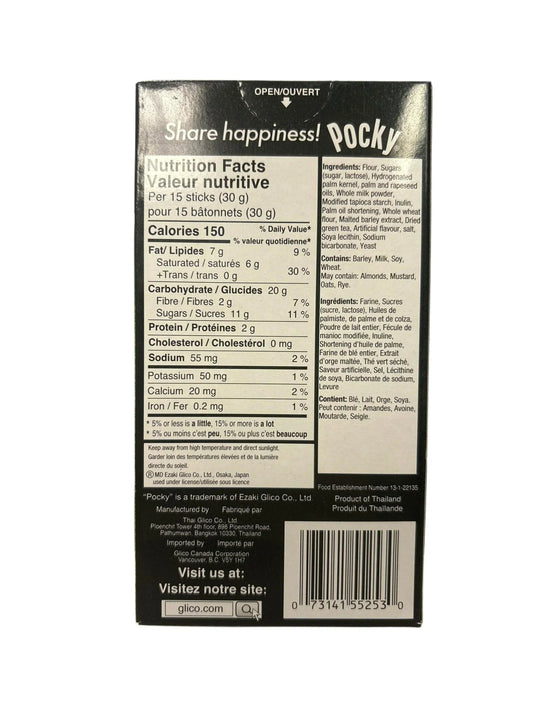 OPEN/OUVERT
Share happiness! Pocky
Nutrition Facts
Valeur nutritive
Per 15 sticks (30 g)
pour 15 bâtonnets (30 g)
Calories 150 % Daily Value*
% valeur quotidienne*
Fat/ Lipides 7 g 9 %
Saturated / saturés 6 g
+Trans / trans 0 g 30 %
Carbohydrate / Glucides 20 g
Fibre / Fibres 2 g 7 %
Sugars / Sucres 11 g 11 %
Protein / Protéines 2 g
Cholesterol / Cholestérol 0 mg
Sodium 55 mg 2 %
Potassium 50 mg 1 %
Calcium 20 mg 2 %
Iron / Fer 0.2 mg 1 %
* 5% or less is a little, 15% or more is a lot
* 5% ou moins c'est peu, 15% ou plus c'est beaucoup
Keep away from high temperature and direct sunlight.
Garder loin des températures élevées et de la lumière
directe du soleil.
Ⓡ MD Ezaki Glico Co., Ltd., Osaka, Japan
used under license/utilisée sous licence
Ingredients: Flour, Sugars
(sugar, lactose), Hydrogenated
palm kernel, palm and rapeseed
oils, Whole milk powder,
Modified tapioca starch, Inulin,
Palm oil shortening, Whole wheat
flour, Malted barley extract, Dried
green tea, Artificial flavour, salt,
Soya lecithin, Sodium
bicarbonate, Yeast
Contains: Barley, Milk, Soy,
Wheat.
May contain: Almonds, Mustard,
Oats, Rye.
Ingrédients: Farine, Sucres
(sucre, lactose), Huiles de
palmiste, de palme et de colza,
Poudre de lait entier, Fécule de
manioc modifiée, Inuline,
Shortening d'huile de palme,
Farine de blé entier, Extrait
d'orge maltée, Thé vert séché,
Saveur artificielle, Sel, Lécithine
de soya, Bicarbonate de sodium,
Levure
Contient: Blé, Lait, Orge, Soya.
Peut contenir : Amandes, Avoine,
Moutarde, Seigle.
Food Establishment Number 13-1-22135
"Pocky" is a trademark of Ezaki Glico Co., Ltd.
Product of Thailand
Produit du Thaïlande
Manufactured by Fabriqué par
Thai Glico Co., Ltd.
Ploenchit Tower 4th floor, 898 Ploenchit Road,
Pathumwan, Bangkok 10330, Thailand
Imported by Importé par
Glico Canada Corporation
Vancouver, B.C. V5Y 1H7
Visit us at:
Visitez notre site:
glico.com
0 73141 55253 0